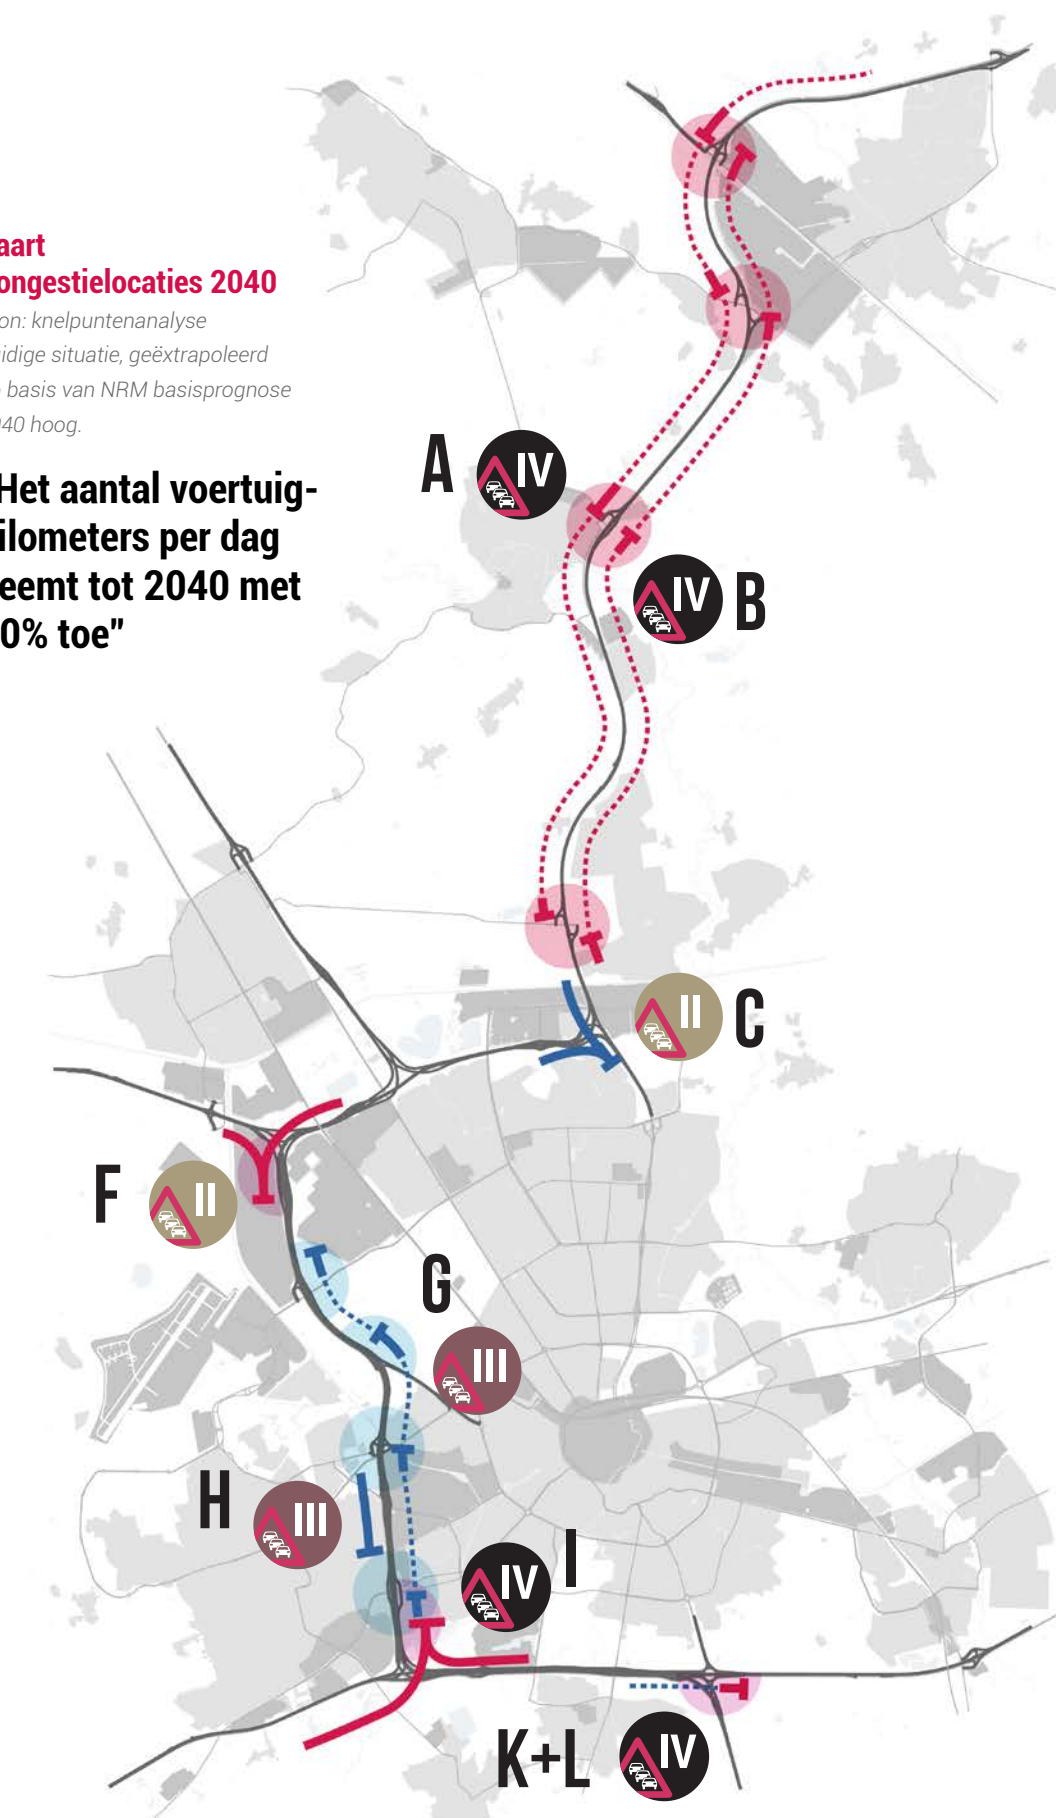 aart
ongestielocaties 2040
on: knelpuntenanalyse
idige situatie, geëxtrapoleerd
basis van NRM basisprognose
40 hoog.
Het aantal voertuig-
ilometers per dag
eemt tot 2040 met
0% toe"
A IV
IV B
II C
F II
G
III
H III
IV I
K+L IV